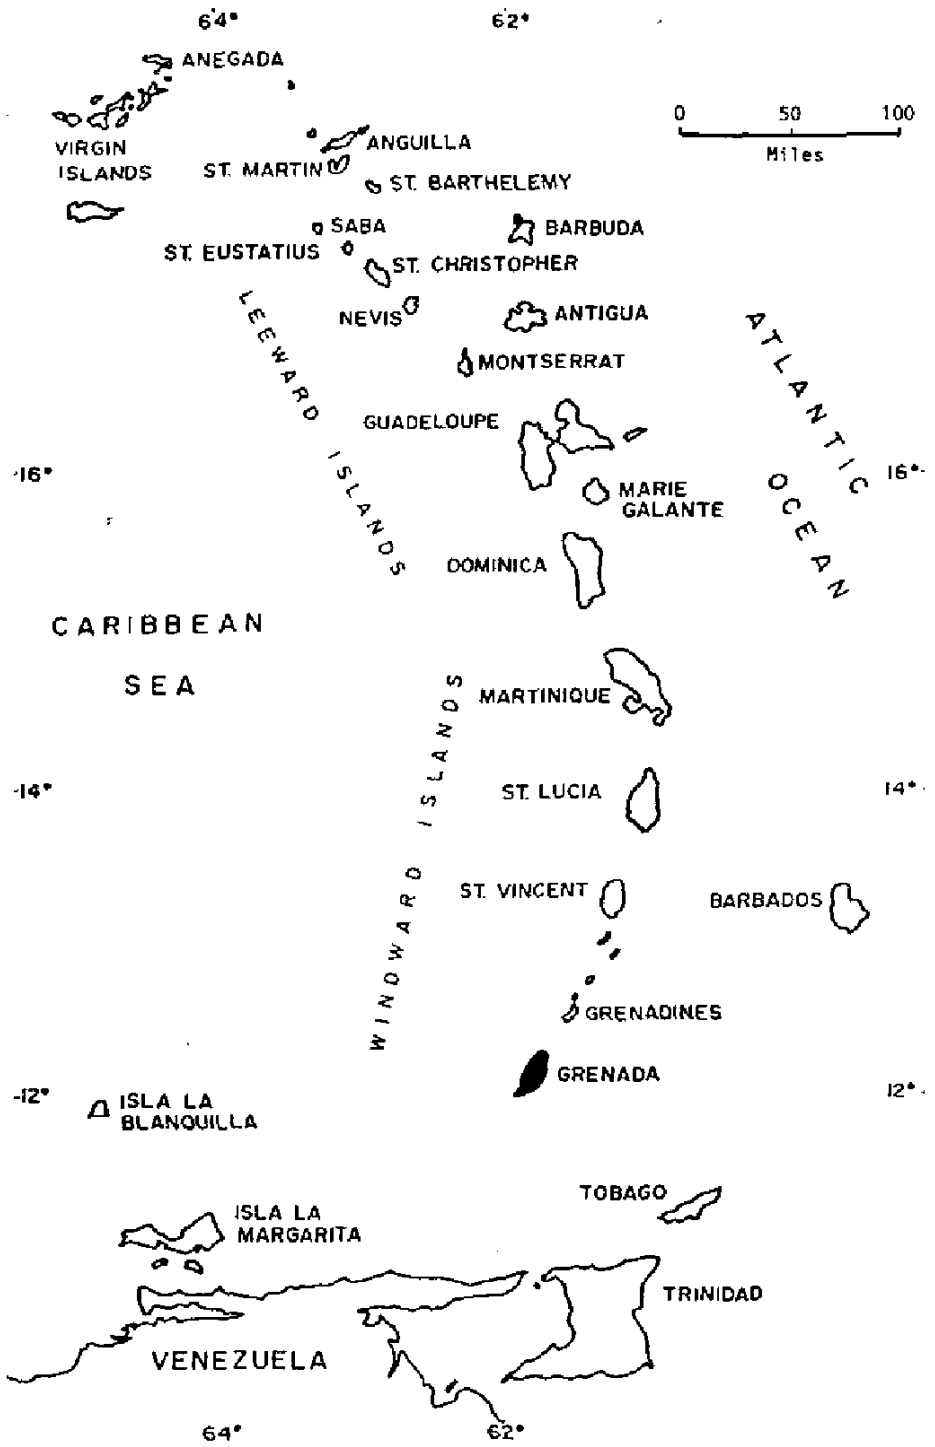 64° 62°
ANEGADA
0 50 100
Miles
ANGUILLA
VIRGIN
ISLANDS
ST. MARTIN
ST. BARTHELEMY
SABA
BARBUDA
ST. EUSTATIUS
ST. CHRISTOPHER
NEVIS
ANTIGUA
LEEWARD ISLANDS
ATLANTIC
OCEAN
MONTSERRAT
GUADELOUPE
16° 16°
MARIE
GALANTE
DOMINICA
CARIBBEAN
SEA
MARTINIQUE
WINDWARD ISLANDS
14° 14°
ST. LUCIA
ST. VINCENT
BARBADOS
GRENADINES
GRENADA
12° 12°
ISLA LA
BLANQUILLA
TOBAGO
ISLA LA
MARGARITA
TRINIDAD
VENEZUELA
64° 62°